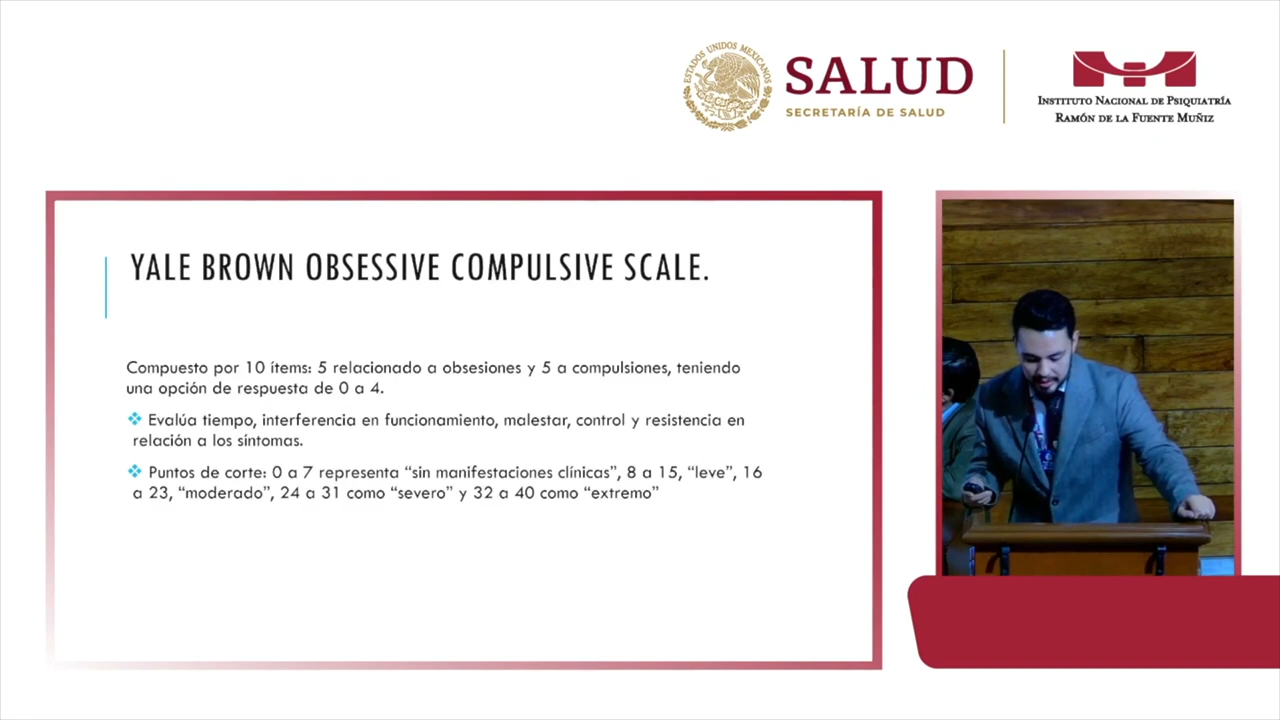 ESTADOS UNIDOS MEXICANOS
SALUD
SECRETARÍA DE SALUD
INSTITUTO NACIONAL DE PSIQUIATRÍA
RAMÓN DE LA FUENTE MUÑIZ
YALE BROWN OBSESSIVE COMPULSIVE SCALE.
Compuesto por 10 ítems: 5 relacionado a obsesiones y 5 a compulsiones, teniendo
una opción de respuesta de 0 a 4.
Evalúa tiempo, interferencia en funcionamiento, malestar, control y resistencia en
relación a los síntomas.
Puntos de corte: 0 a 7 representa “sin manifestaciones clínicas”, 8 a 15, “leve”, 16
a 23, “moderado”, 24 a 31 como “severo” y 32 a 40 como “extremo”